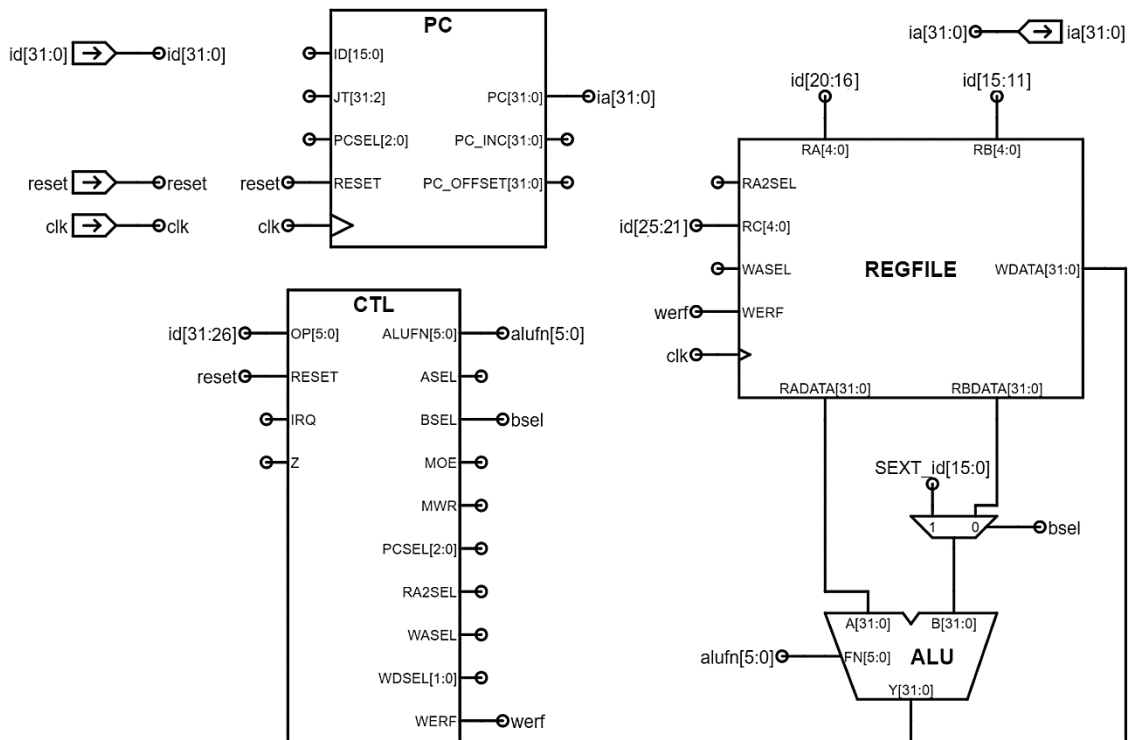 id[31:0] id[31:0]
reset reset
clk clk
PC
ID[15:0]
JT[31:2] PC[31:0] ia[31:0]
PCSEL[2:0] PC_INC[31:0]
reset RESET PC_OFFSET[31:0]
clk
ia[31:0] ia[31:0]
id[20:16] id[15:11]
RA[4:0] RB[4:0]
RA2SEL
id[25:21] RC[4:0]
WASEL REGFILE WDATA[31:0]
werf WERF
clk
RADATA[31:0] RBDATA[31:0]
CTL
id[31:26] OP[5:0] ALUFN[5:0] alufn[5:0]
reset RESET ASEL
IRQ BSEL bsel
Z MOE
MWR
PCSEL[2:0]
RA2SEL
WASEL
WDSEL[1:0]
WERF werf
SEXT_id[15:0]
1 0 bsel
A[31:0] B[31:0]
alufn[5:0] FN[5:0] ALU
Y[31:0]